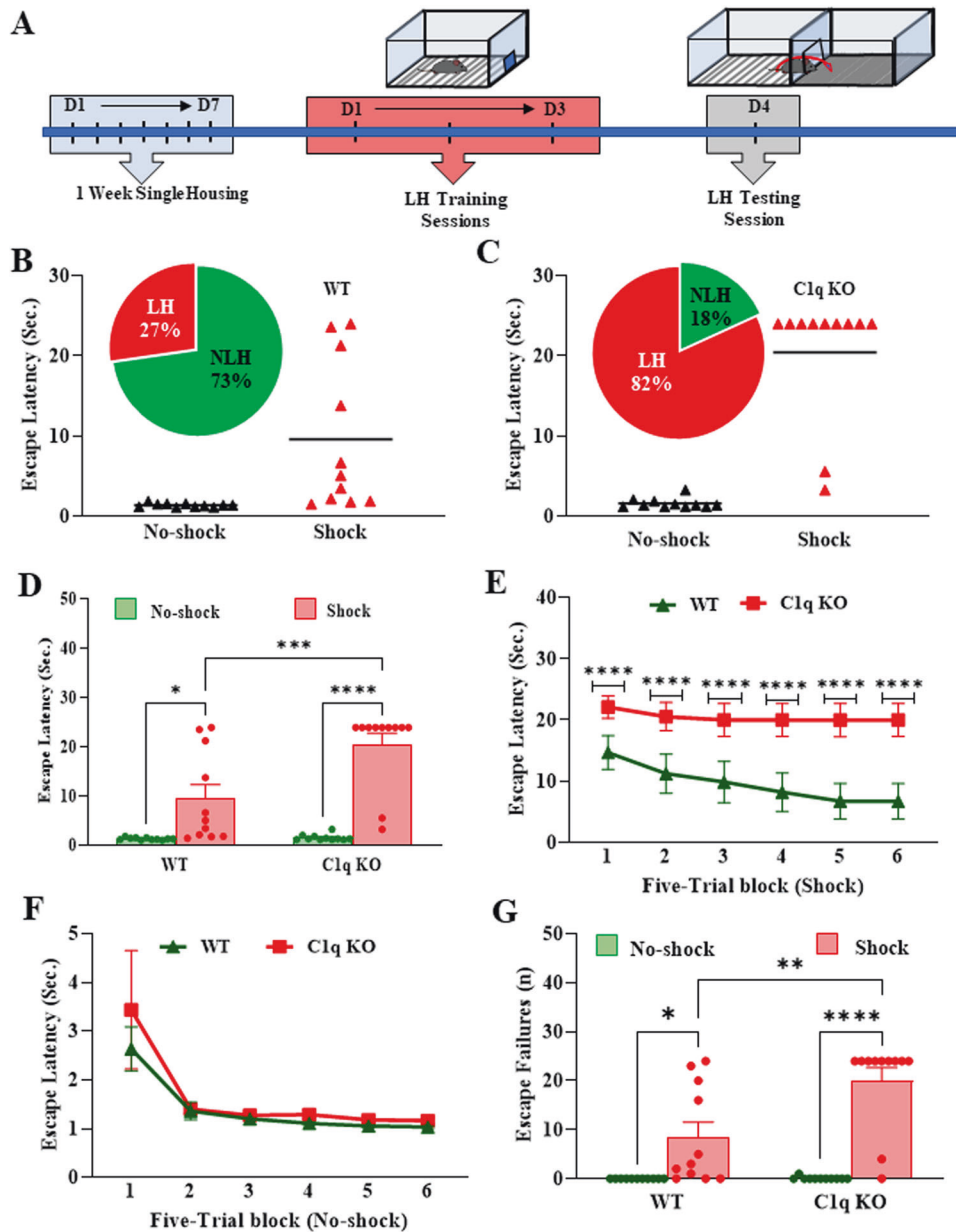 A
D1 D7
D1 D3
D4
1 Week Single Housing
LH Training
Sessions
LH Testing
Session
B
Escape Latency (Sec.)
30
20
10
0
LH
27%
NLH
73%
WT
No-shock Shock
C
Escape Latency (Sec.)
30
20
10
0
NLH
18%
LH
82%
C1q KO
No-shock Shock
D
Escape Latency (Sec.)
50
40
30
20
10
0
No-shock Shock
***
* ****
WT C1q KO
E
Escape Latency (Sec.)
40
30
20
10
0
WT C1q KO
**** **** **** **** **** ****
1 2 3 4 5 6
Five-Trial block (Shock)
F
Escape Latency (Sec.)
5
4
3
2
1
0
WT C1q KO
1 2 3 4 5 6
Five-Trial block (No-shock)
G
Escape Failures (n)
50
40
30
20
10
0
No-shock Shock
**
* ****
WT C1q KO